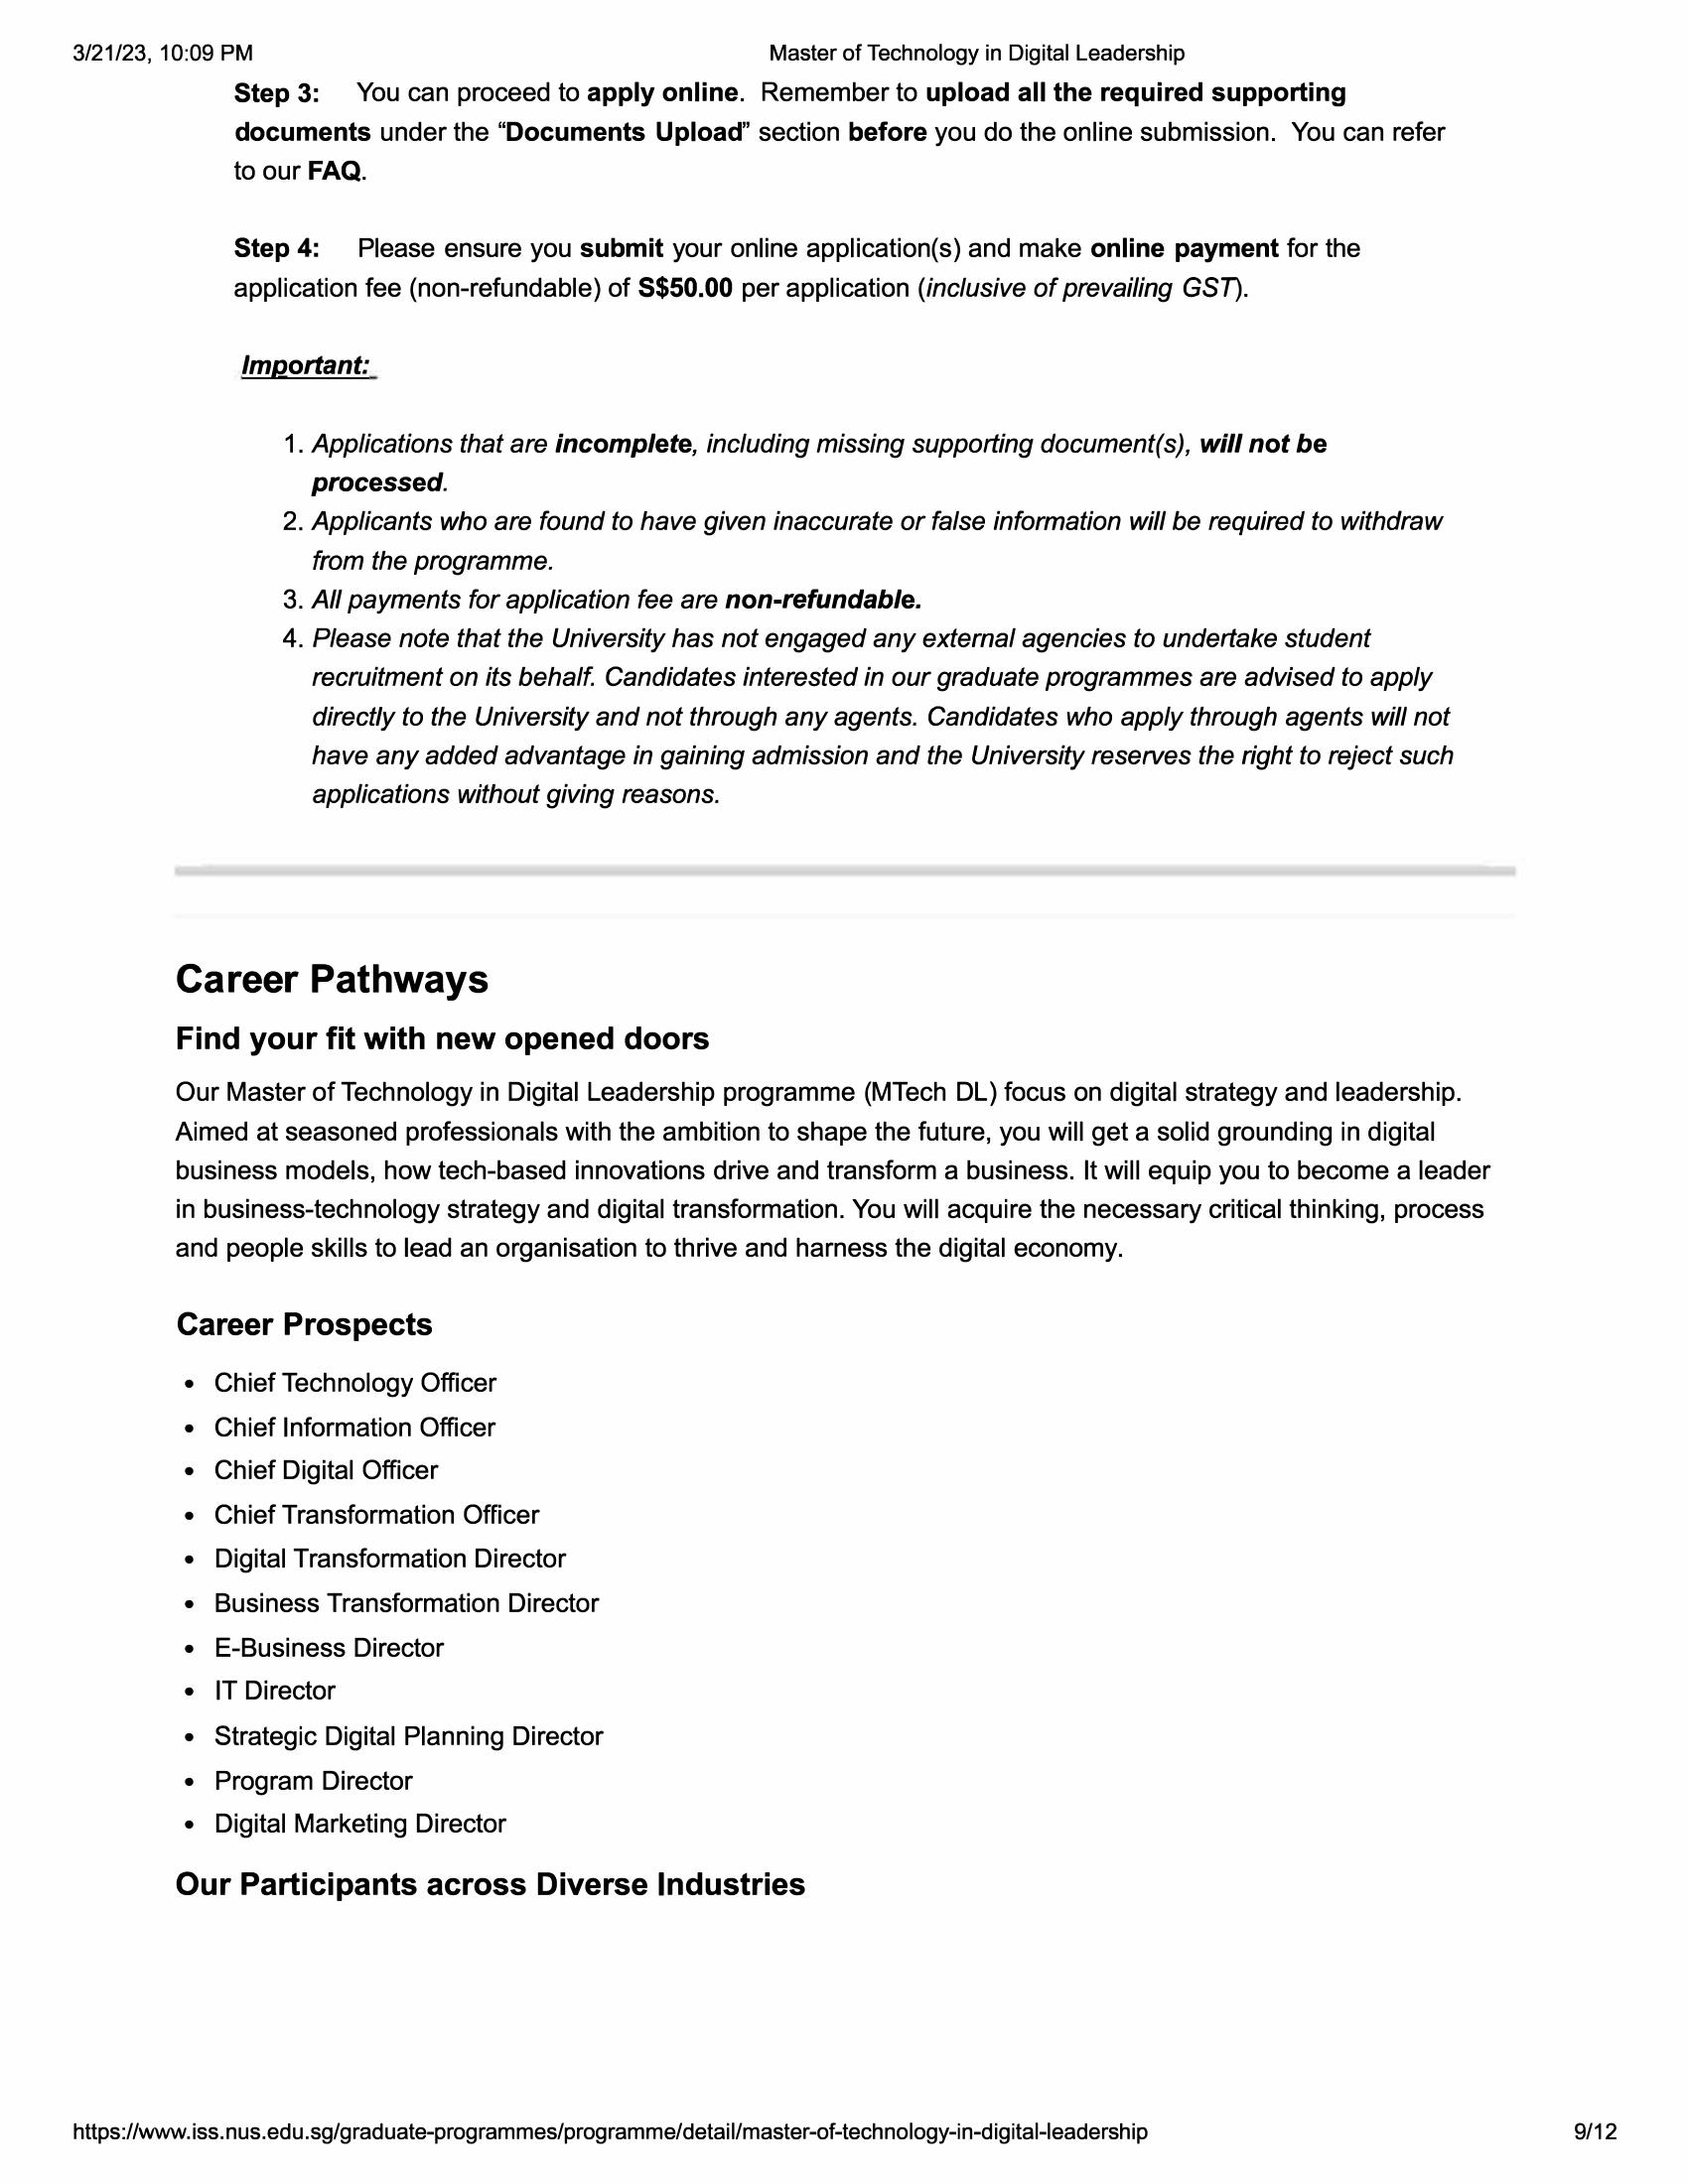 3/21/23, 10:09 PM Master of Technology in Digital Leadership
Step 3: You can proceed to apply online. Remember to upload all the required supporting
documents under the “Documents Upload” section before you do the online submission. You can refer
to our FAQ.
Step 4: Please ensure you submit your online application(s) and make online payment for the
application fee (non-refundable) of S$50.00 per application (inclusive of prevailing GST).
Important:
1. Applications that are incomplete, including missing supporting document(s), will not be
processed.
2. Applicants who are found to have given inaccurate or false information will be required to withdraw
from the programme.
3. All payments for application fee are non-refundable.
4. Please note that the University has not engaged any external agencies to undertake student
recruitment on its behalf. Candidates interested in our graduate programmes are advised to apply
directly to the University and not through any agents. Candidates who apply through agents will not
have any added advantage in gaining admission and the University reserves the right to reject such
applications without giving reasons.
Career Pathways
Find your fit with new opened doors
Our Master of Technology in Digital Leadership programme (MTech DL) focus on digital strategy and leadership.
Aimed at seasoned professionals with the ambition to shape the future, you will get a solid grounding in digital
business models, how tech-based innovations drive and transform a business. It will equip you to become a leader
in business-technology strategy and digital transformation. You will acquire the necessary critical thinking, process
and people skills to lead an organisation to thrive and harness the digital economy.
Career Prospects
• Chief Technology Officer
• Chief Information Officer
• Chief Digital Officer
• Chief Transformation Officer
• Digital Transformation Director
• Business Transformation Director
• E-Business Director
• IT Director
• Strategic Digital Planning Director
• Program Director
• Digital Marketing Director
Our Participants across Diverse Industries
https://www.iss.nus.edu.sg/graduate-programmes/programme/detail/master-of-technology-in-digital-leadership 9/12